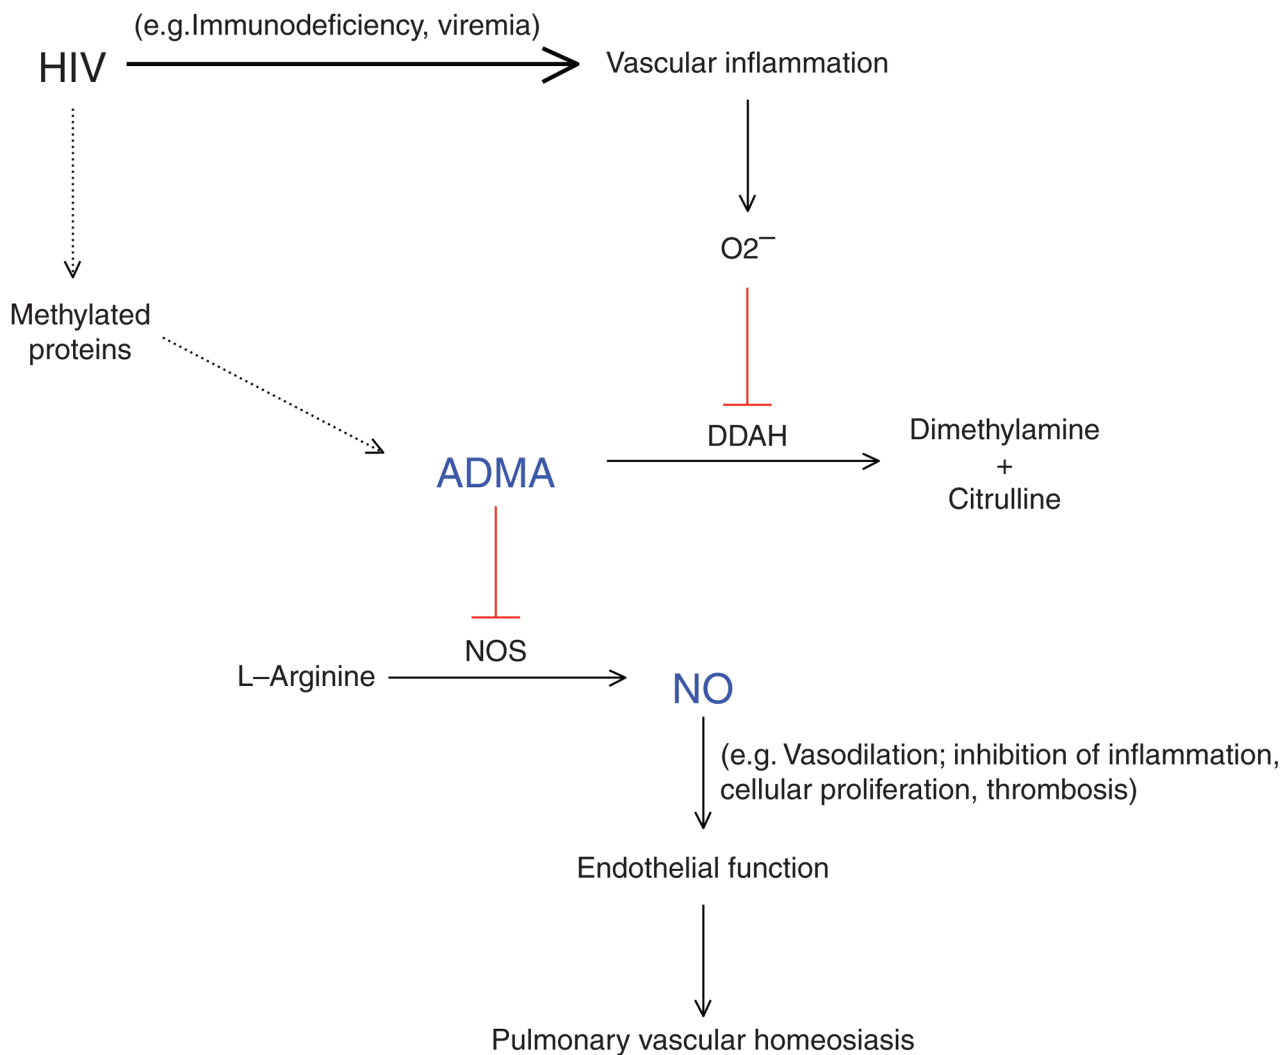 (e.g.Immunodeficiency, viremia)
HIV
Vascular inflammation
O2⁻
Methylated
proteins
DDAH
Dimethylamine
+
Citrulline
ADMA
NOS
L–Arginine
NO
(e.g. Vasodilation; inhibition of inflammation,
cellular proliferation, thrombosis)
Endothelial function
Pulmonary vascular homeosiasis